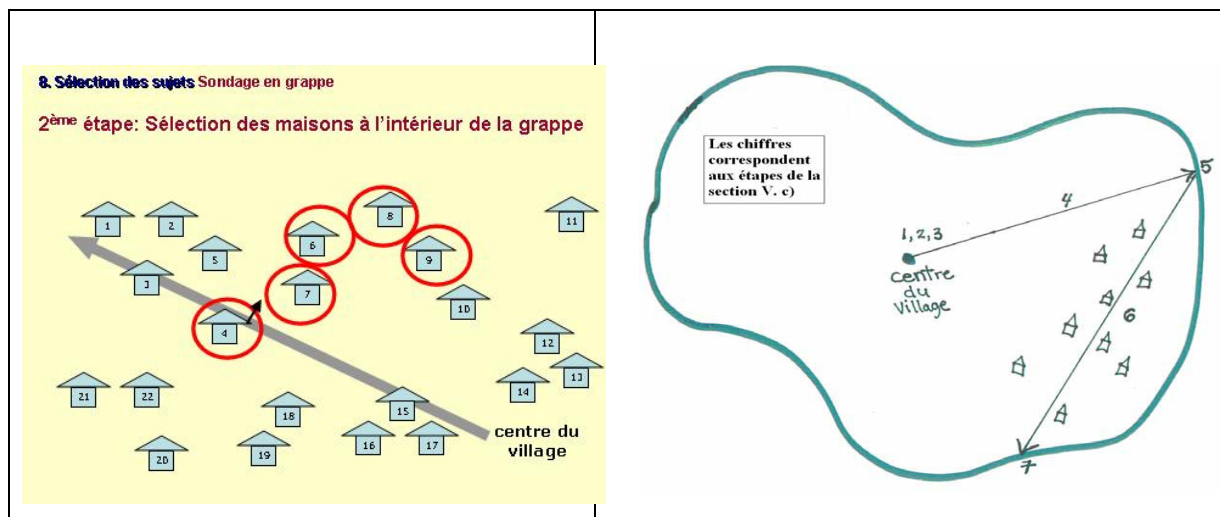 8. Sélection des sujets Sondage en grappe
2ème étape: Sélection des maisons à l'intérieur de la grappe
1
2
3
4
5
6
7
8
9
10
11
12
13
14
15
16
17
18
19
20
21
22
centre du
village
Les chiffres
correspondent
aux étapes de la
section V. c)
1,2,3
centre
du
village
4
5
6
7